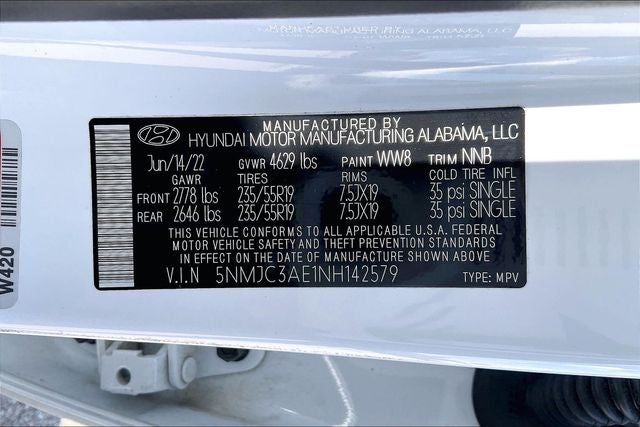 MANUFACTURED BY
HYUNDAI MOTOR MANUFACTURING ALABAMA, LLC
Jun/14/22 GVWR 4629 lbs PAINT WW8 TRIM NNB
GAWR TIRES RIMS COLD TIRE INFL
FRONT 2778 lbs 235/55R19 7.5JX19 35 psi SINGLE
REAR 2646 lbs 235/55R19 7.5JX19 35 psi SINGLE
THIS VEHICLE CONFORMS TO ALL APPLICABLE U.S.A. FEDERAL
MOTOR VEHICLE SAFETY AND THEFT PREVENTION STANDARDS
IN EFFECT ON THE DATE OF MANUFACTURE SHOWN ABOVE
V.I.N 5NMJC3AE1NH142579 TYPE: MPV
W420